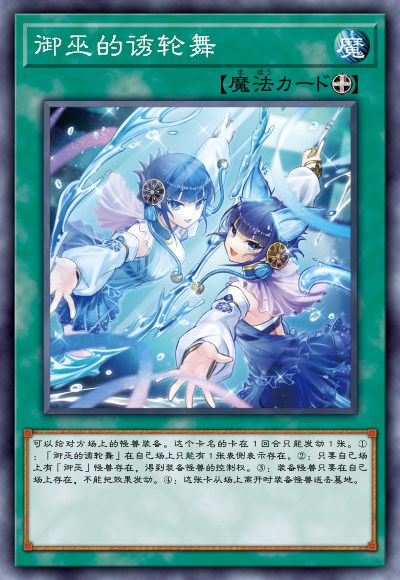 御巫的诱轮舞
魔
【魔法カード】
まほう
可以给对方场上的怪兽装备。这个卡名的卡在1回合只能发动1张。①
：「御巫的诱轮舞」在自己场上只能有1张表侧表示存在。②：只要自己场
上有「御巫」怪兽存在，得到装备怪兽的控制权。③：装备怪兽只要在自己
场上存在，不能把效果发动。④：这张卡从场上离开时装备怪兽送去墓地。